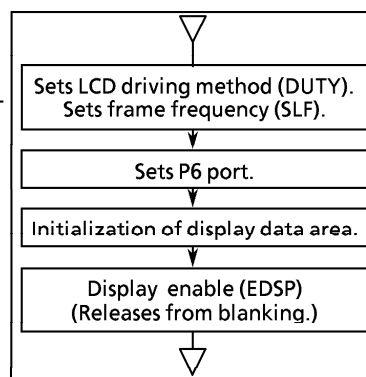 Sets LCD driving method (DUTY).
Sets frame frequency (SLF).
Sets P6 port.
Initialization of display data area.
Display enable (EDSP)
(Releases from blanking.)